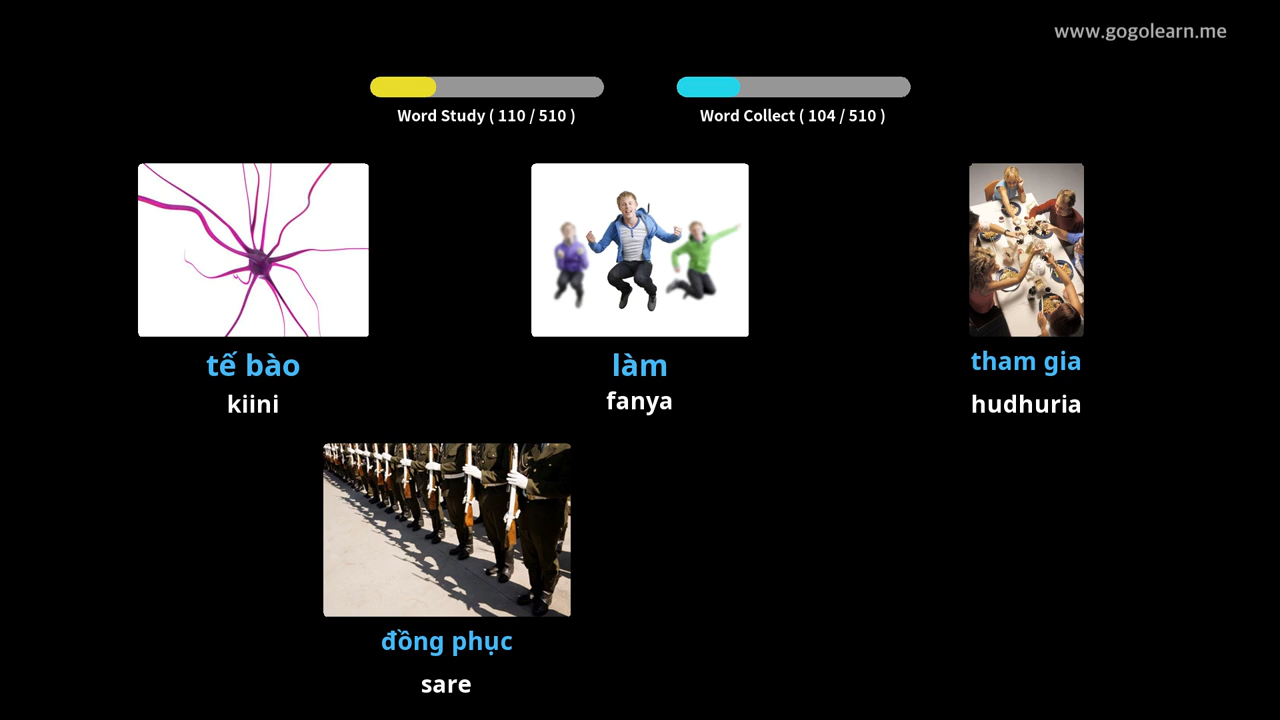 www.gogolearn.me
Word Study ( 110 / 510 )
Word Collect ( 104 / 510 )
tế bào
kiini
làm
fanya
tham gia
hudhuria
đồng phục
sare